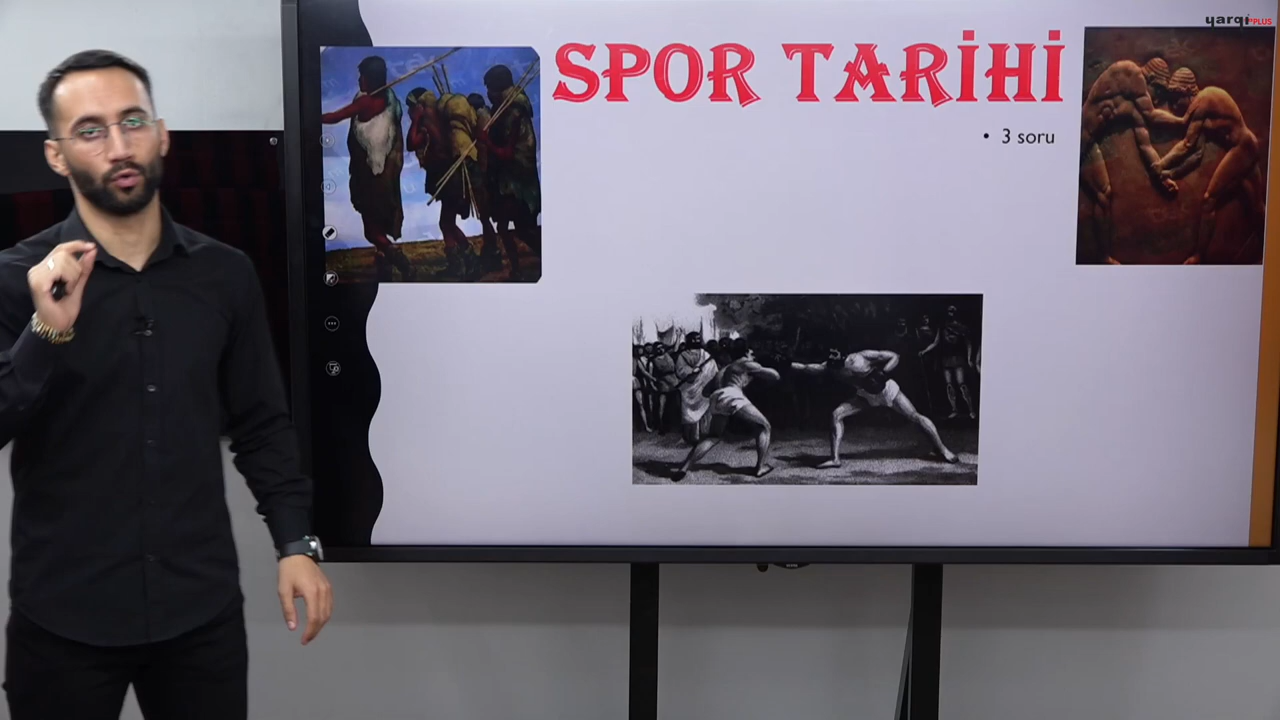 yargı PLUS
SPOR TARİHİ
• 3 soru